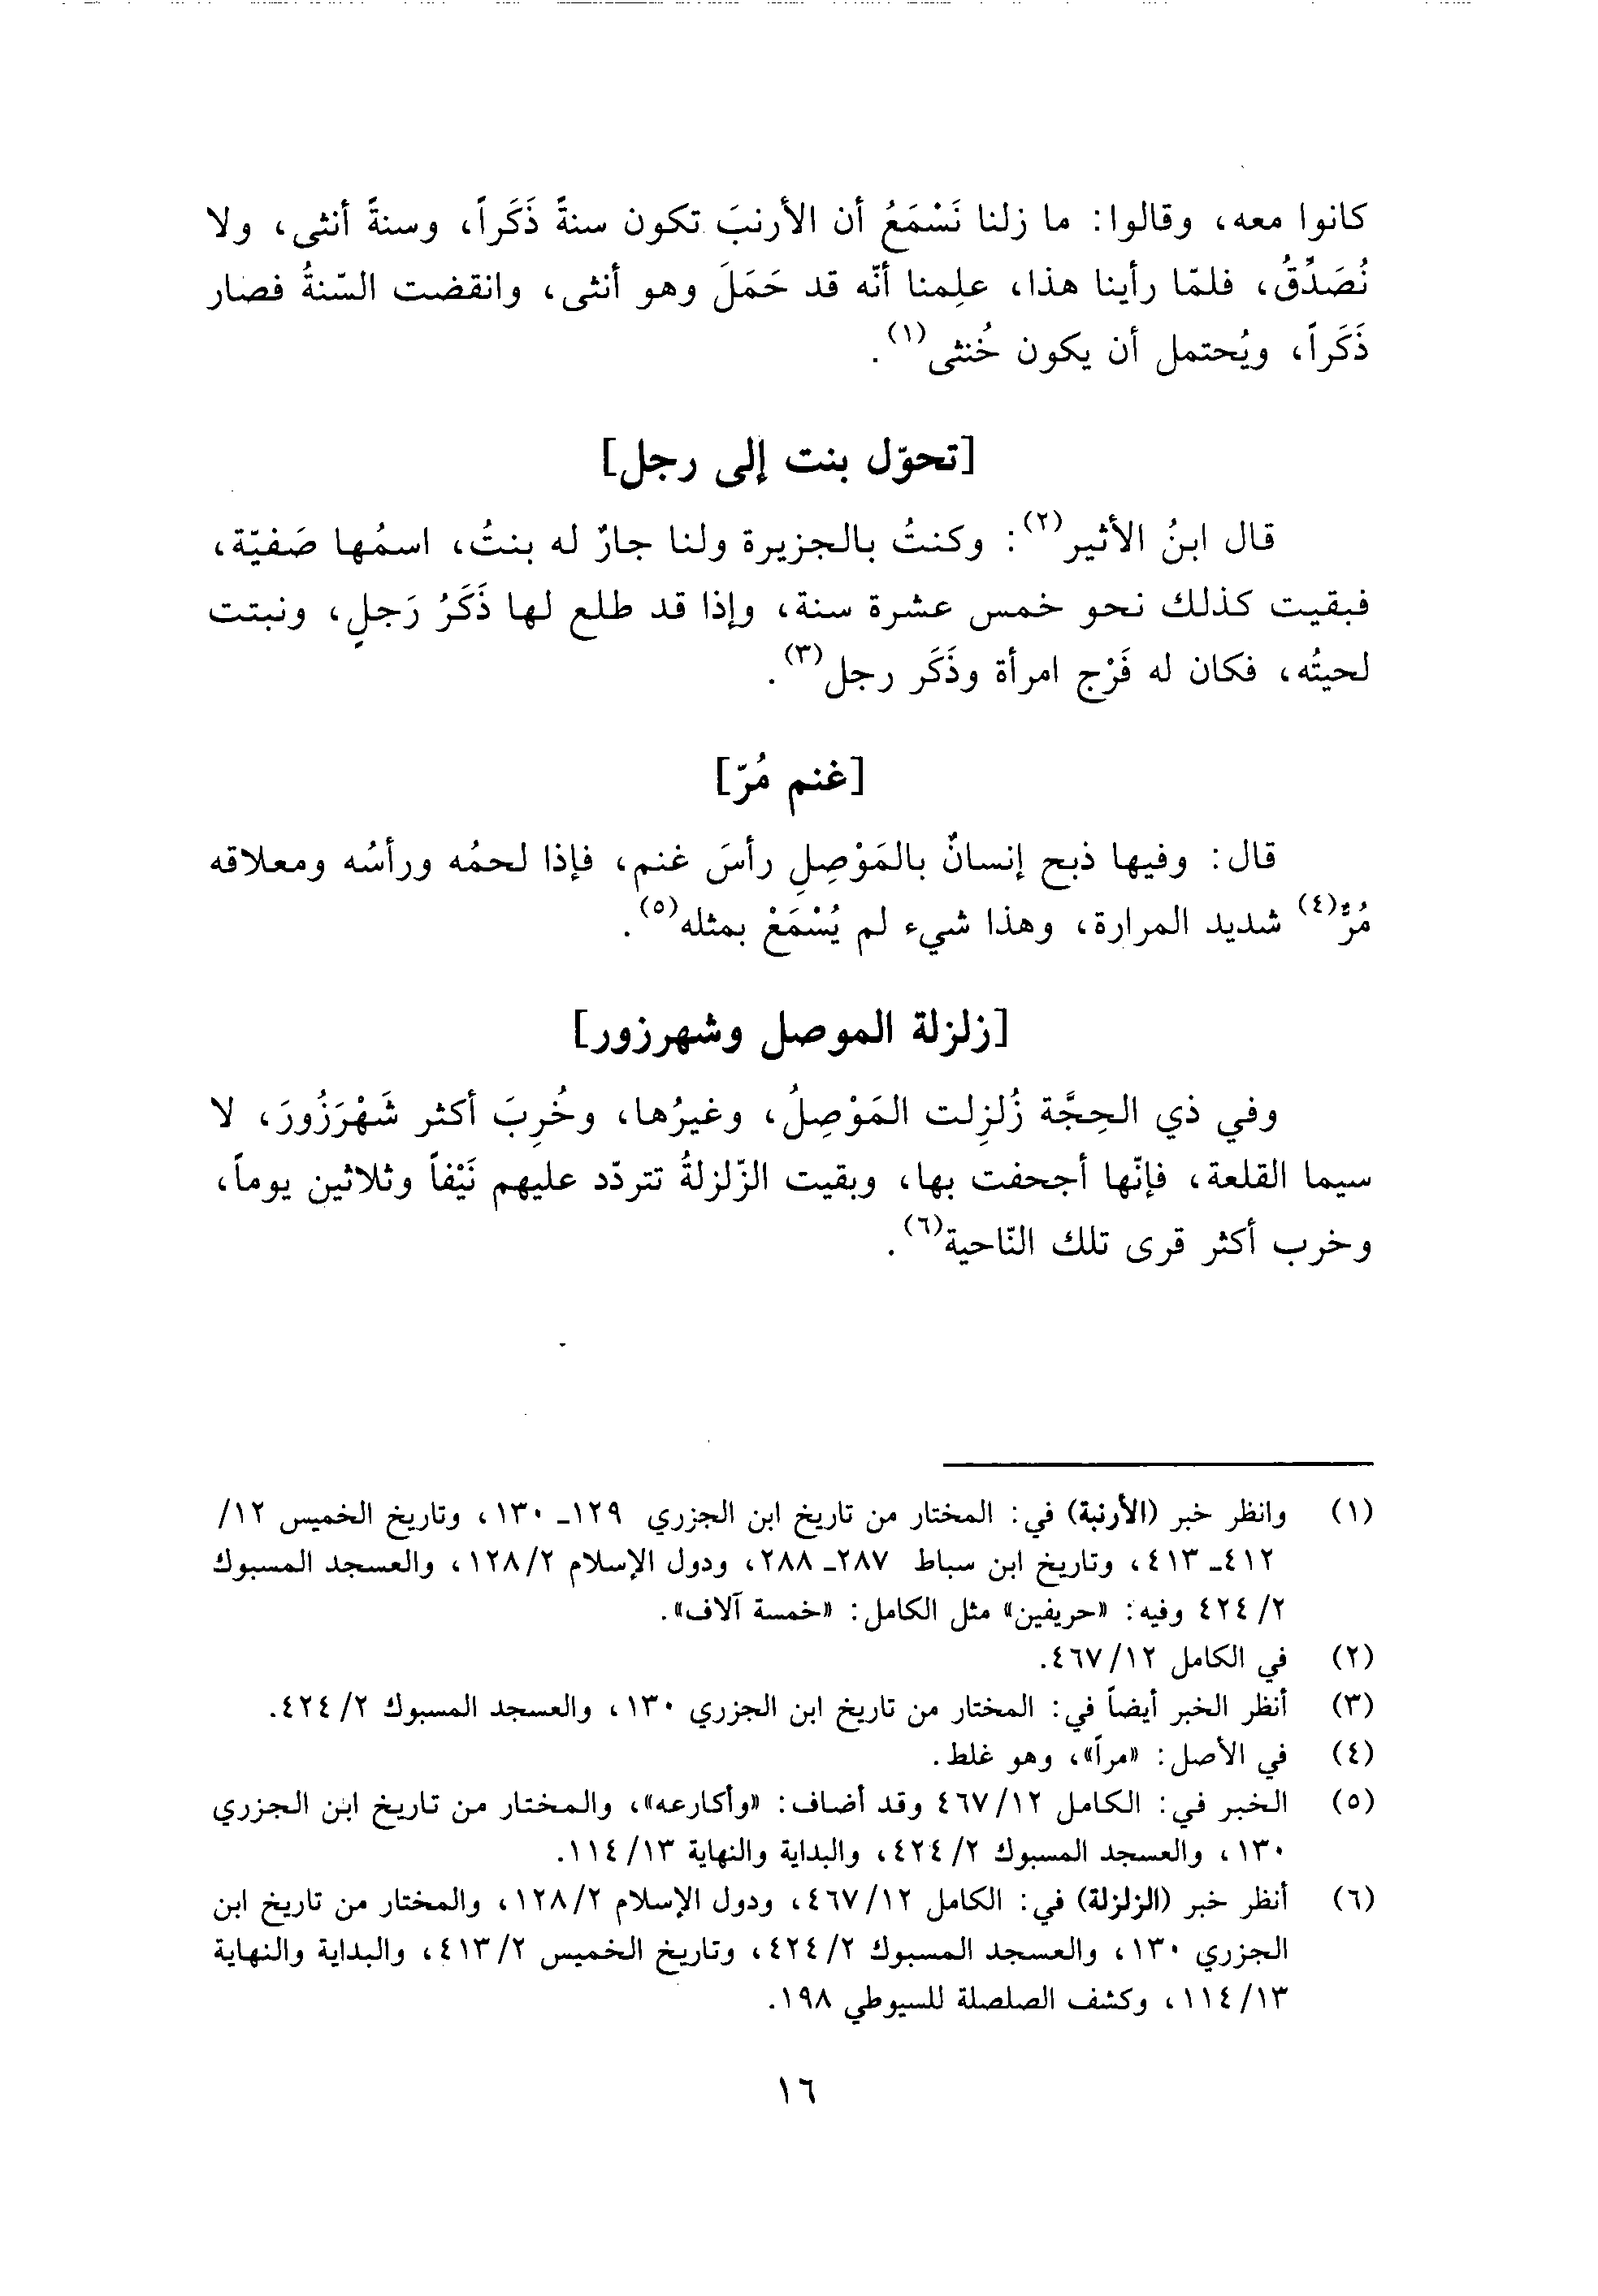 كانوا معه، وقالوا: ما زلنا نَسْمَعُ أن الأرنبَ تكون سنةً ذَكَراً، وسنةً أنثى، ولا
نُصَدِّقُ، فلمّا رأينا هذا، علِمنا أنّه قد حَمَلَ وهو أنثى، وانقضت السّنةُ فصار
ذَكَراً، ويُحتمل أن يكون خُنثى(١).
[تحوّل بنت إلى رجل]
قال ابنُ الأثير(٢): وكنتُ بالجزيرة ولنا جارٌ له بنتُ، اسمُها صَفيّة،
فبقيت كذلك نحو خمس عشرة سنة، وإذا قد طلع لها ذَكَرُ رَجلٍ، ونبتت
لحيتُه، فكان له فَرْج امرأة وذَكَر رجل(٣).
[غنم مُرّ]
قال: وفيها ذبح إنسانٌ بالمَوْصِلِ رأسَ غنم، فإذا لحمُه ورأسُه ومعلاقه
مُرٌّ(٤) شديد المرارة، وهذا شيء لم يُسْمَعْ بمثله(٥).
[زلزلة الموصل وشهرزور]
وفي ذي الحِجَّة زُلزِلت المَوْصِلُ، وغيرُها، وخُرِبَ أكثر شَهْرَزُورَ، لا
سيما القلعة، فإنّها أجحفت بها، وبقيت الزّلزلةُ تتردّد عليهم نَيْفاً وثلاثين يوماً،
وخرب أكثر قرى تلك النّاحية(٦).
(١) وانظر خبر (الأرنبة) في: المختار من تاريخ ابن الجزري ١٢٩ـ ١٣٠، وتاريخ الخميس ١٢/
٤١٢ـ ٤١٣، وتاريخ ابن سباط ٢٨٧ـ ٢٨٨، ودول الإسلام ١٢٨/٢، والعسجد المسبوك
٢/ ٤٢٤ وفيه: «حريفين» مثل الكامل: «خمسة آلاف».
(٢) في الكامل ٤٦٧/١٢.
(٣) أنظر الخبر أيضاً في: المختار من تاريخ ابن الجزري ١٣٠، والعسجد المسبوك ٢/ ٤٢٤.
(٤) في الأصل: «مراً»، وهو غلط.
(٥) الخبر في: الكامل ٤٦٧/١٢ وقد أضاف: «وأكارعه»، والمختار من تاريخ ابن الجزري
١٣٠، والعسجد المسبوك ٢/ ٤٢٤، والبداية والنهاية ١١٤/١٣.
(٦) أنظر خبر (الزلزلة) في: الكامل ٤٦٧/١٢، ودول الإسلام ١٢٨/٢، والمختار من تاريخ ابن
الجزري ١٣٠، والعسجد المسبوك ٤٢٤/٢، وتاريخ الخميس ٤١٣/٢، والبداية والنهاية
١١٤/١٣، وكشف الصلصلة للسيوطي ١٩٨.
١٦